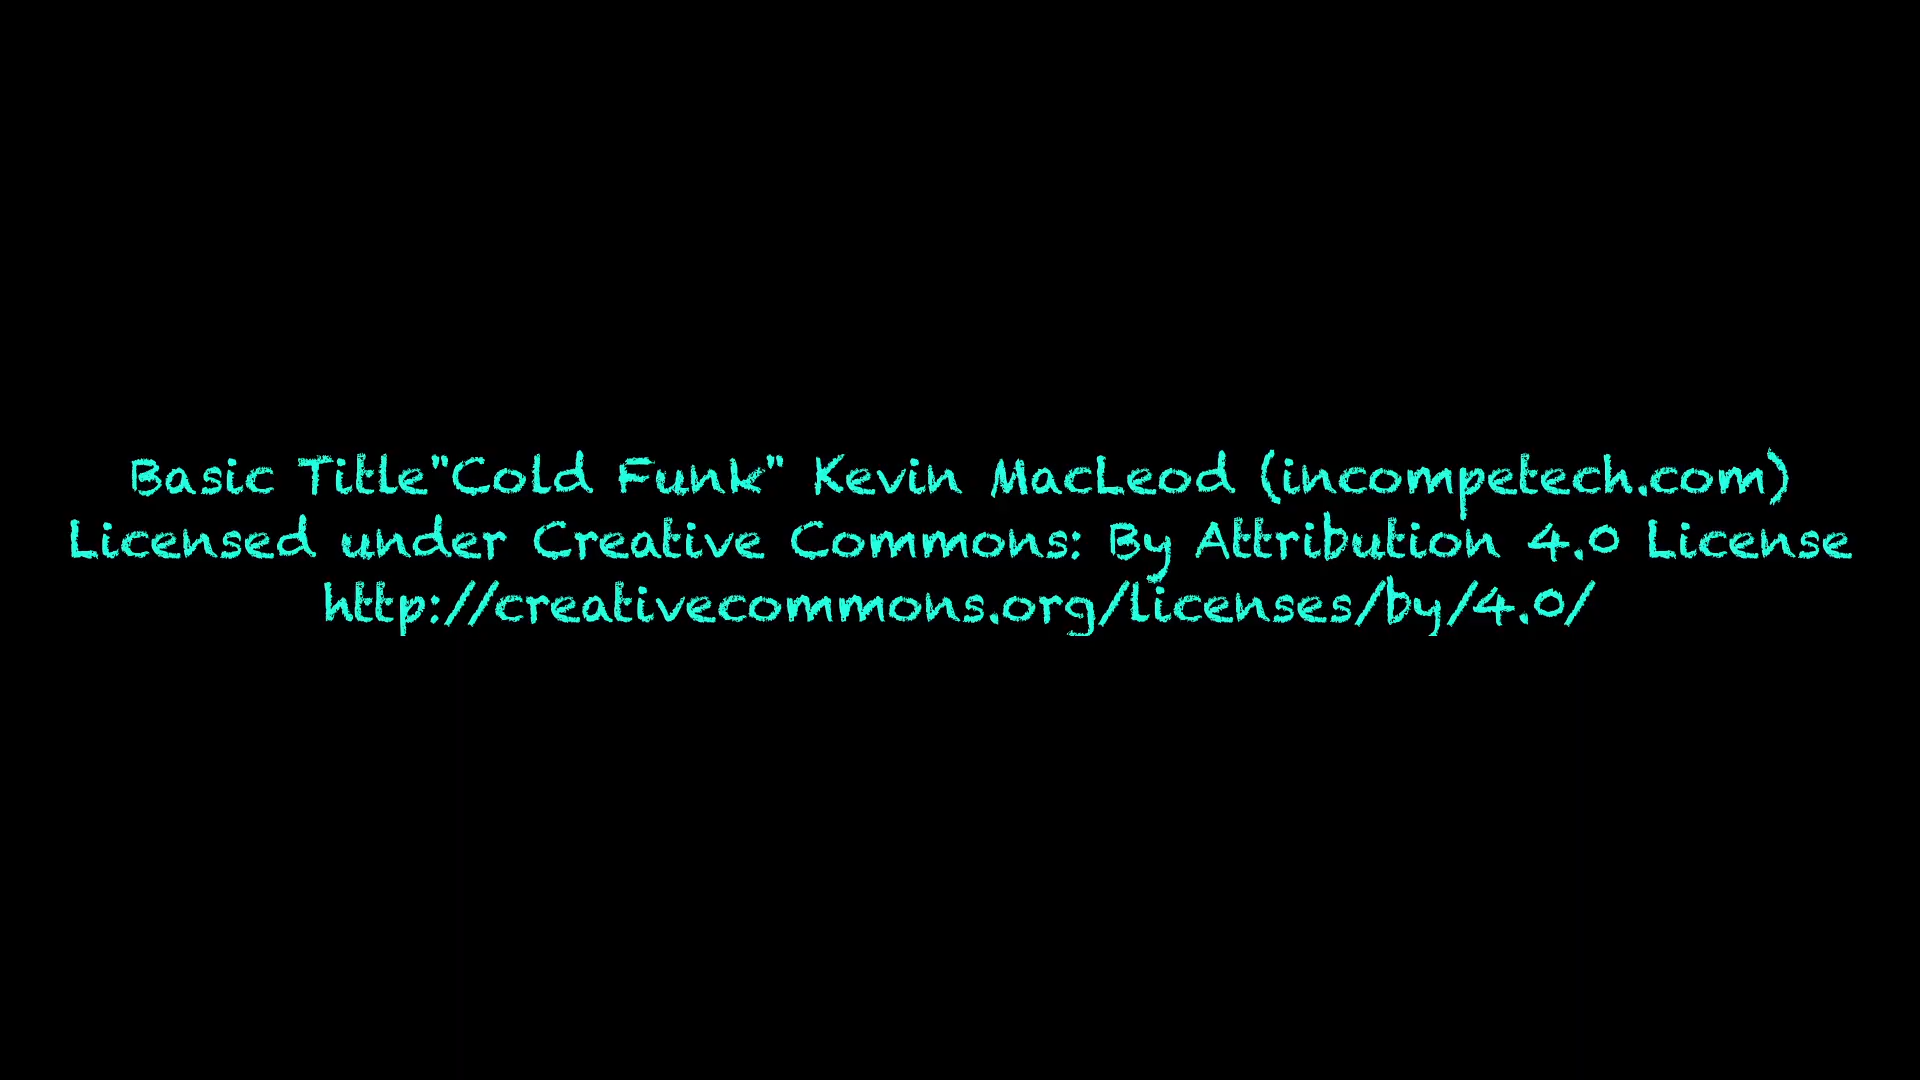 Basic Title"Cold Funk" Kevin MacLeod (incompetech.com)
Licensed under Creative Commons: By Attribution 4.0 License
http://creativecommons.org/licenses/by/4.0/